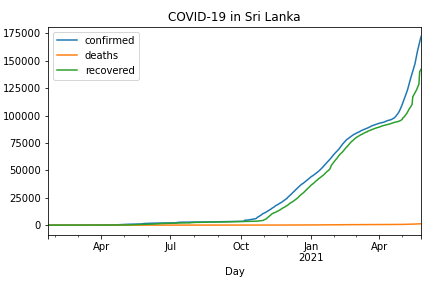 COVID-19 in Sri Lanka
confirmed
deaths
recovered
175000
150000
125000
100000
75000
50000
25000
0
Apr Jul Oct Jan Apr
2021
Day